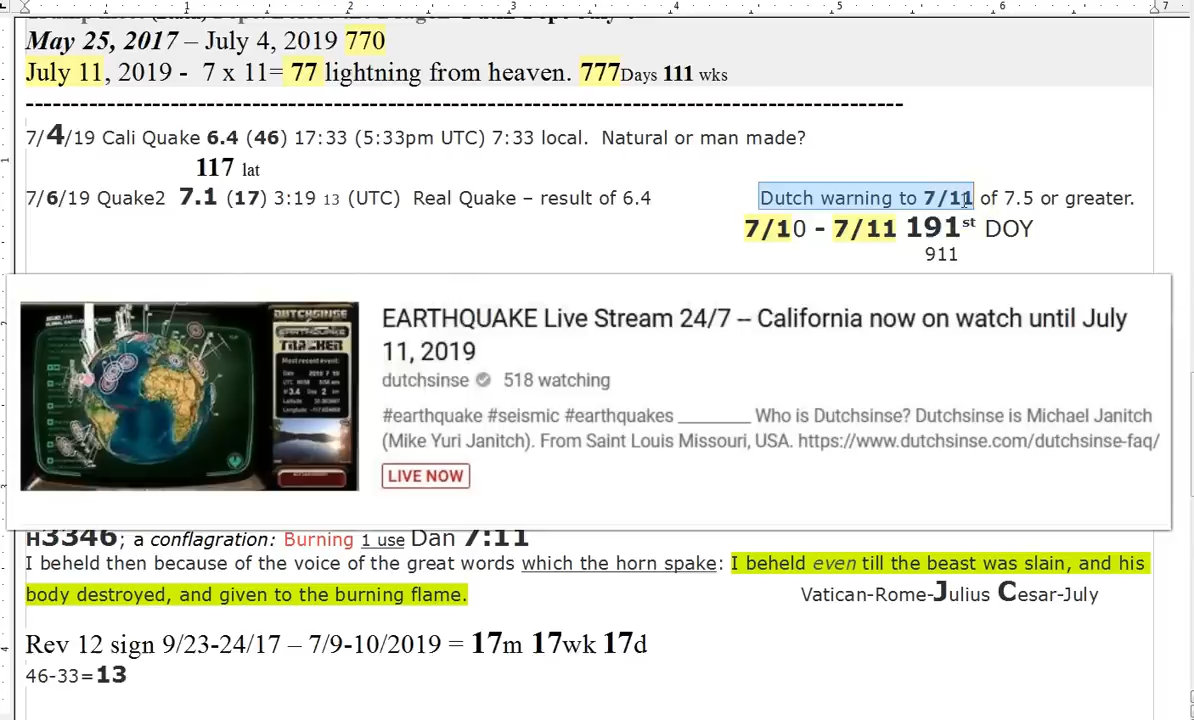 May 25, 2017 – July 4, 2019 770
July 11, 2019 - 7 x 11= 77 lightning from heaven. 777Days 111 wks
7/4/19 Cali Quake 6.4 (46) 17:33 (5:33pm UTC) 7:33 local. Natural or man made?
117 lat
7/6/19 Quake2 7.1 (17) 3:19 13 (UTC) Real Quake – result of 6.4 Dutch warning to 7/11 of 7.5 or greater.
7/10 - 7/11 191st DOY
911
EARTHQUAKE Live Stream 24/7 – California now on watch until July
11, 2019
dutchsinse 518 watching
#earthquake #seismic #earthquakes ________ Who is Dutchsinse? Dutchsinse is Michael Janitch
(Mike Yuri Janitch). From Saint Louis Missouri, USA. https://www.dutchsinse.com/dutchsinse-faq/
LIVE NOW
DUTCHSINSE
EARTHQUAKE
TRACKER
Most recent event:
H3346; a conflagration: Burning 1 use Dan 7:11
I beheld then because of the voice of the great words which the horn spake: I beheld even till the beast was slain, and his
body destroyed, and given to the burning flame. Vatican-Rome-Julius Cesar-July
Rev 12 sign 9/23-24/17 – 7/9-10/2019 = 17m 17wk 17d
46-33=13